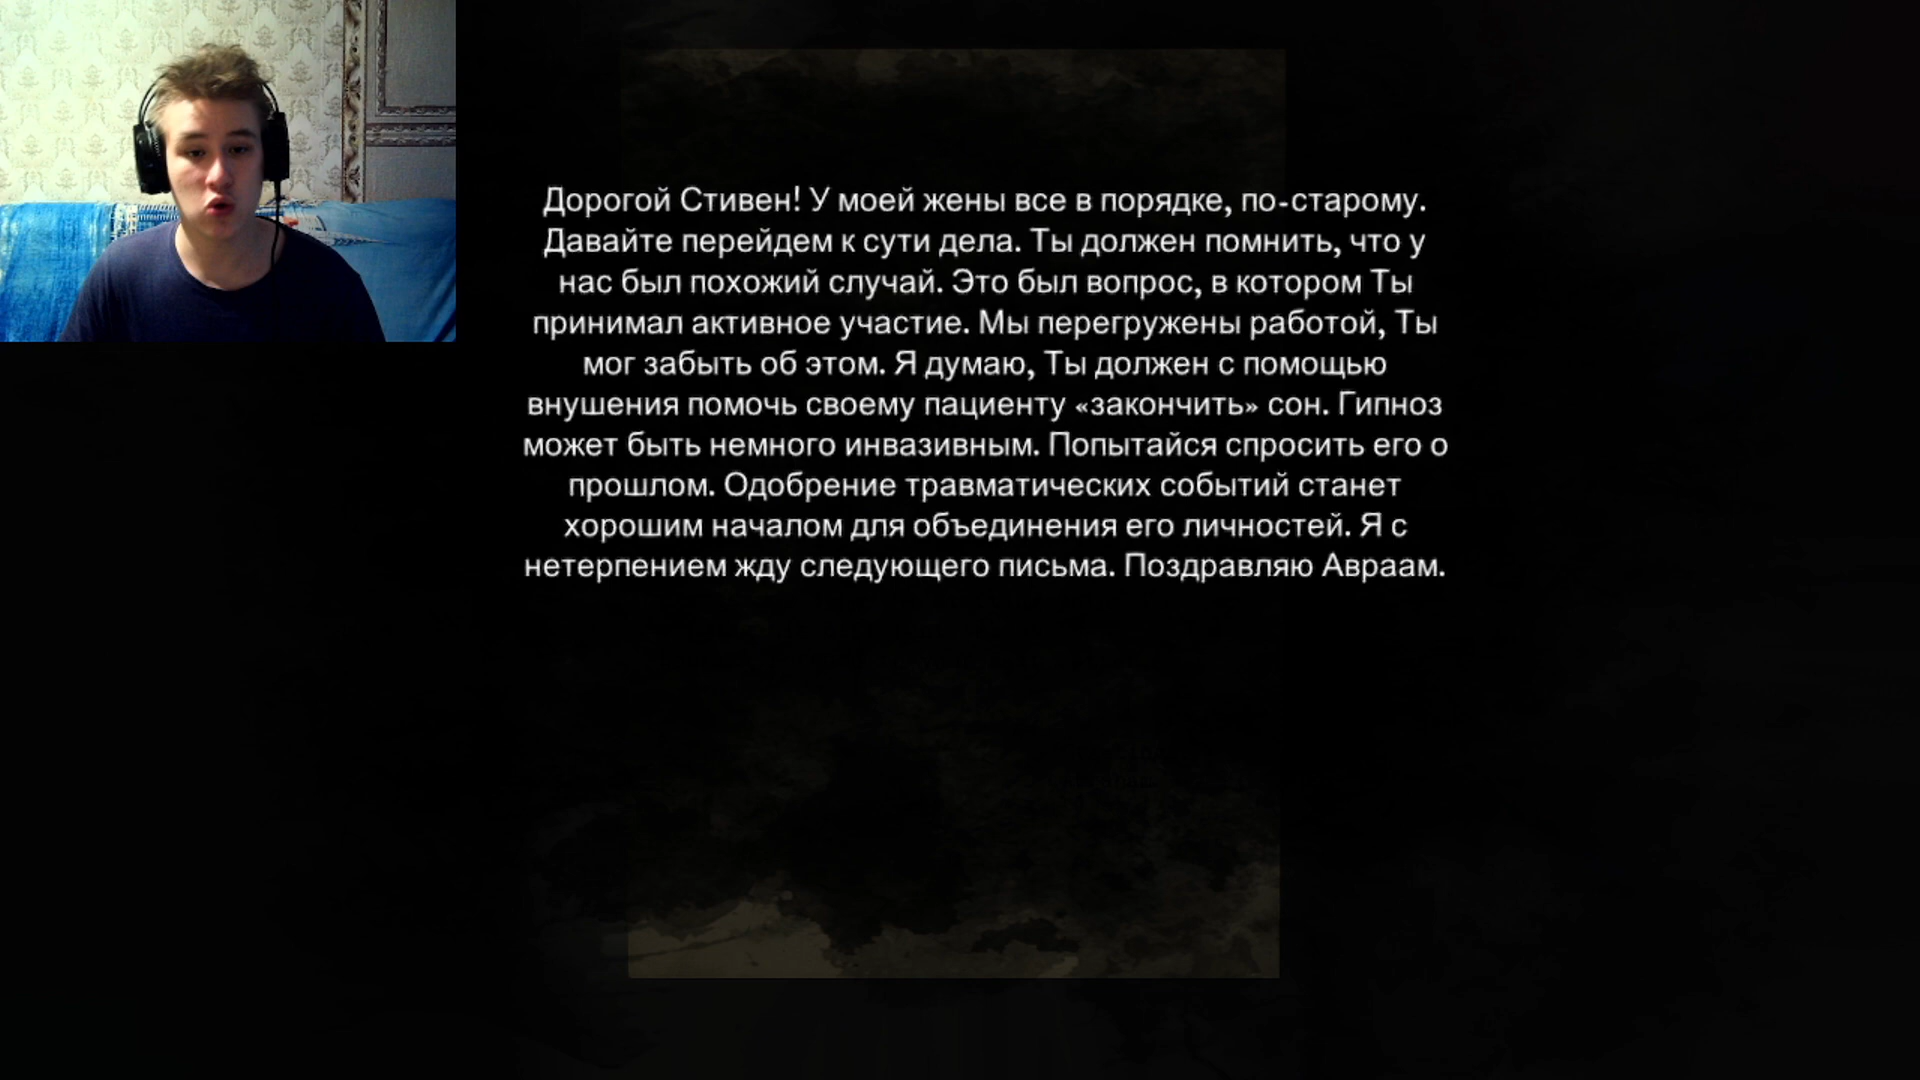 Дорогой Стивен! У моей жены все в порядке, по-старому.
Давайте перейдем к сути дела. Ты должен помнить, что у
нас был похожий случай. Это был вопрос, в котором Ты
принимал активное участие. Мы перегружены работой, Ты
мог забыть об этом. Я думаю, Ты должен с помощью
внушения помочь своему пациенту «закончить» сон. Гипноз
может быть немного инвазивным. Попытайся спросить его о
прошлом. Одобрение травматических событий станет
хорошим началом для объединения его личностей. Я с
нетерпением жду следующего письма. Поздравляю Авраам.